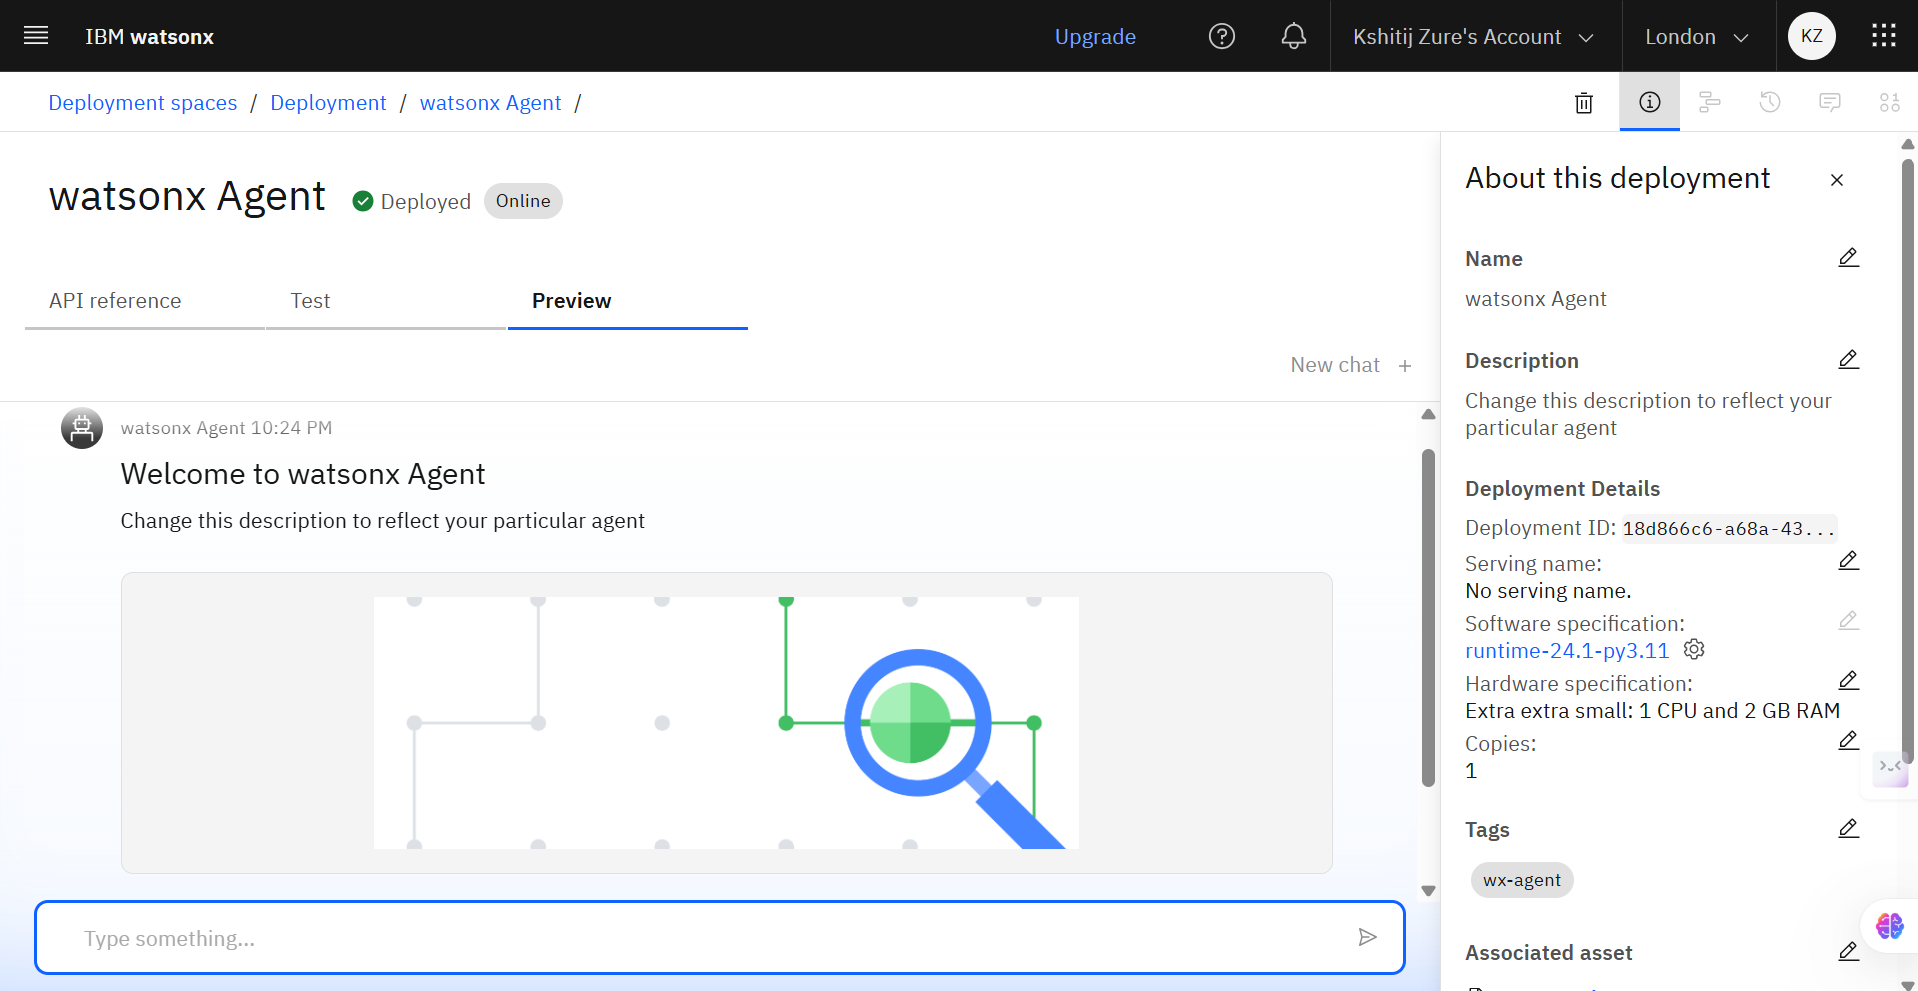 IBM watsonx
Upgrade
Kshitij Zure's Account
London
KZ
Deployment spaces / Deployment / watsonx Agent /
watsonx Agent
Deployed
Online
API reference
Test
Preview
New chat +
watsonx Agent 10:24 PM
Welcome to watsonx Agent
Change this description to reflect your particular agent
Type something...
About this deployment
Name
watsonx Agent
Description
Change this description to reflect your
particular agent
Deployment Details
Deployment ID: 18d866c6-a68a-43...
Serving name:
No serving name.
Software specification:
runtime-24.1-py3.11
Hardware specification:
Extra extra small: 1 CPU and 2 GB RAM
Copies:
1
Tags
wx-agent
Associated asset